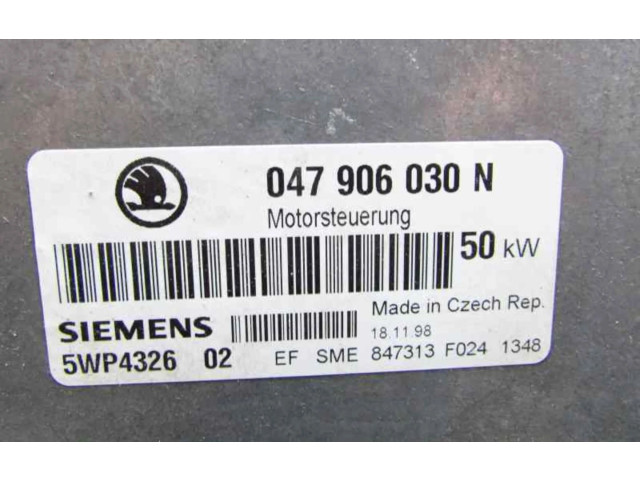 047 906 030 N
Motorsteuerung
50 kW
SIEMENS
Made in Czech Rep.
18.11.98
5WP4326 02 EF SME 847313 F024 1348